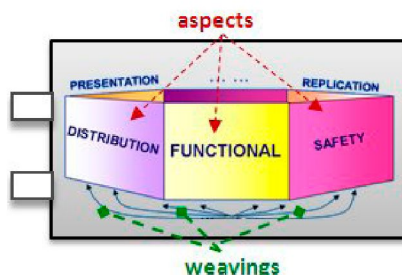 aspects
PRESENTATION ... ... REPLICATION
DISTRIBUTION FUNCTIONAL SAFETY
weavings